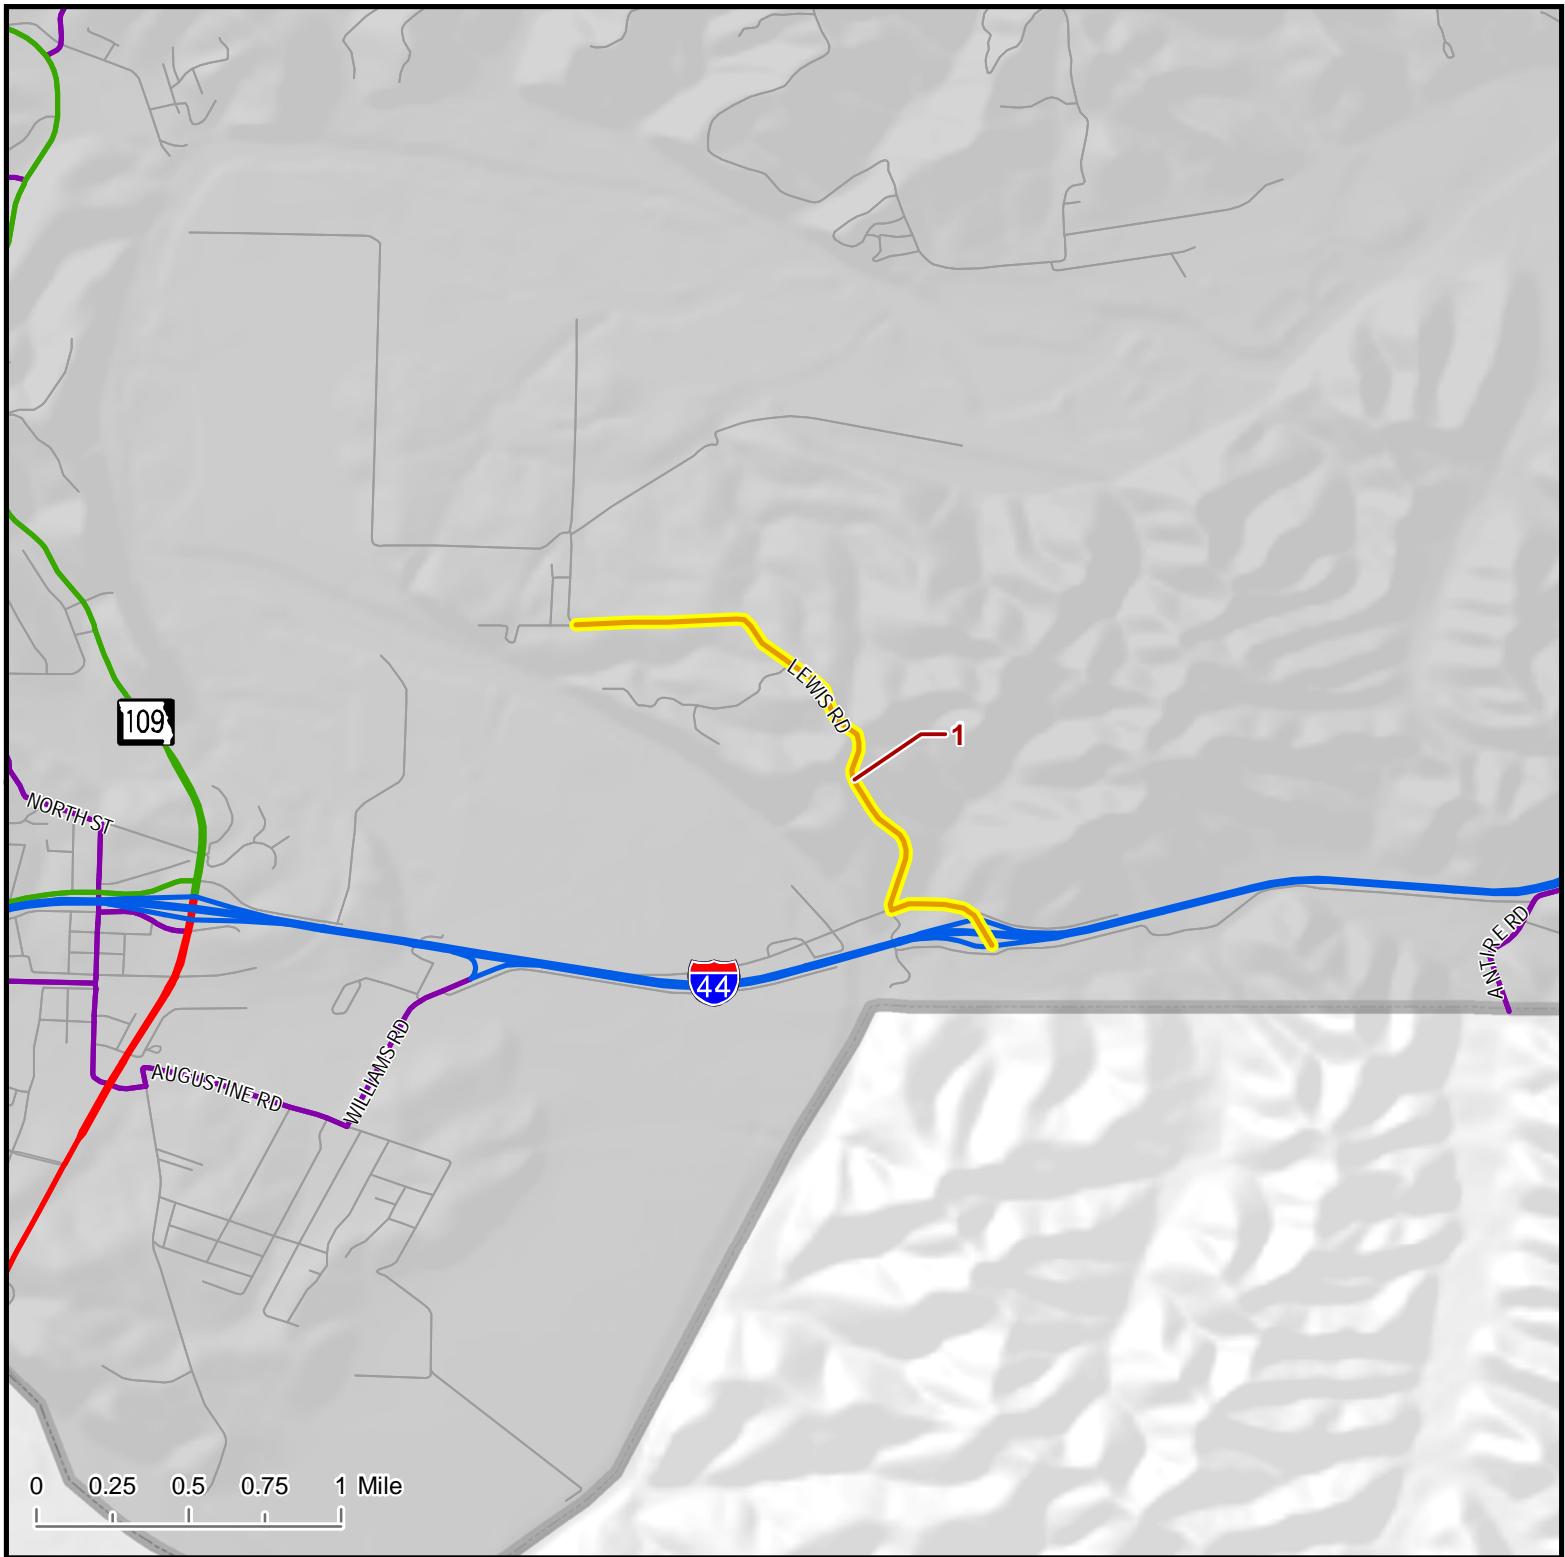 LEWIS RD
109
1
NORTH ST
ANTIRE RD
44
WILLIAMS RD
AUGUSTINE RD
0 0.25 0.5 0.75 1 Mile